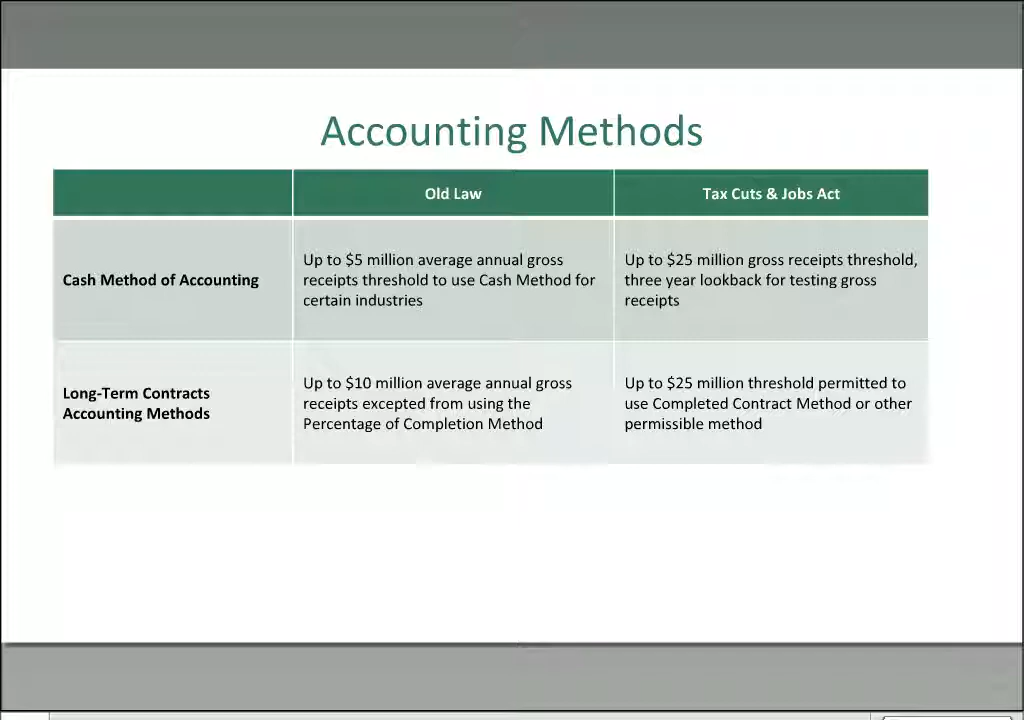 Accounting Methods
Old Law
Tax Cuts & Jobs Act
Cash Method of Accounting
Up to $5 million average annual gross
receipts threshold to use Cash Method for
certain industries
Up to $25 million gross receipts threshold,
three year lookback for testing gross
receipts
Long-Term Contracts
Accounting Methods
Up to $10 million average annual gross
receipts excepted from using the
Percentage of Completion Method
Up to $25 million threshold permitted to
use Completed Contract Method or other
permissible method